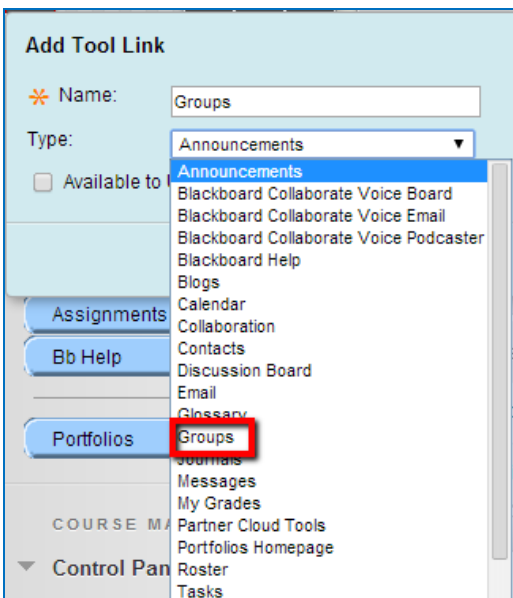 Add Tool Link
Name:
Groups
Type:
Announcements
Available to
Announcements
Blackboard Collaborate Voice Board
Blackboard Collaborate Voice Email
Blackboard Collaborate Voice Podcaster
Blackboard Help
Blogs
Calendar
Collaboration
Contacts
Discussion Board
Email
Glossary
Groups
Journals
Messages
My Grades
Partner Cloud Tools
Portfolios Homepage
Roster
Tasks
Assignments
Bb Help
Portfolios
COURSE MA
Control Pan